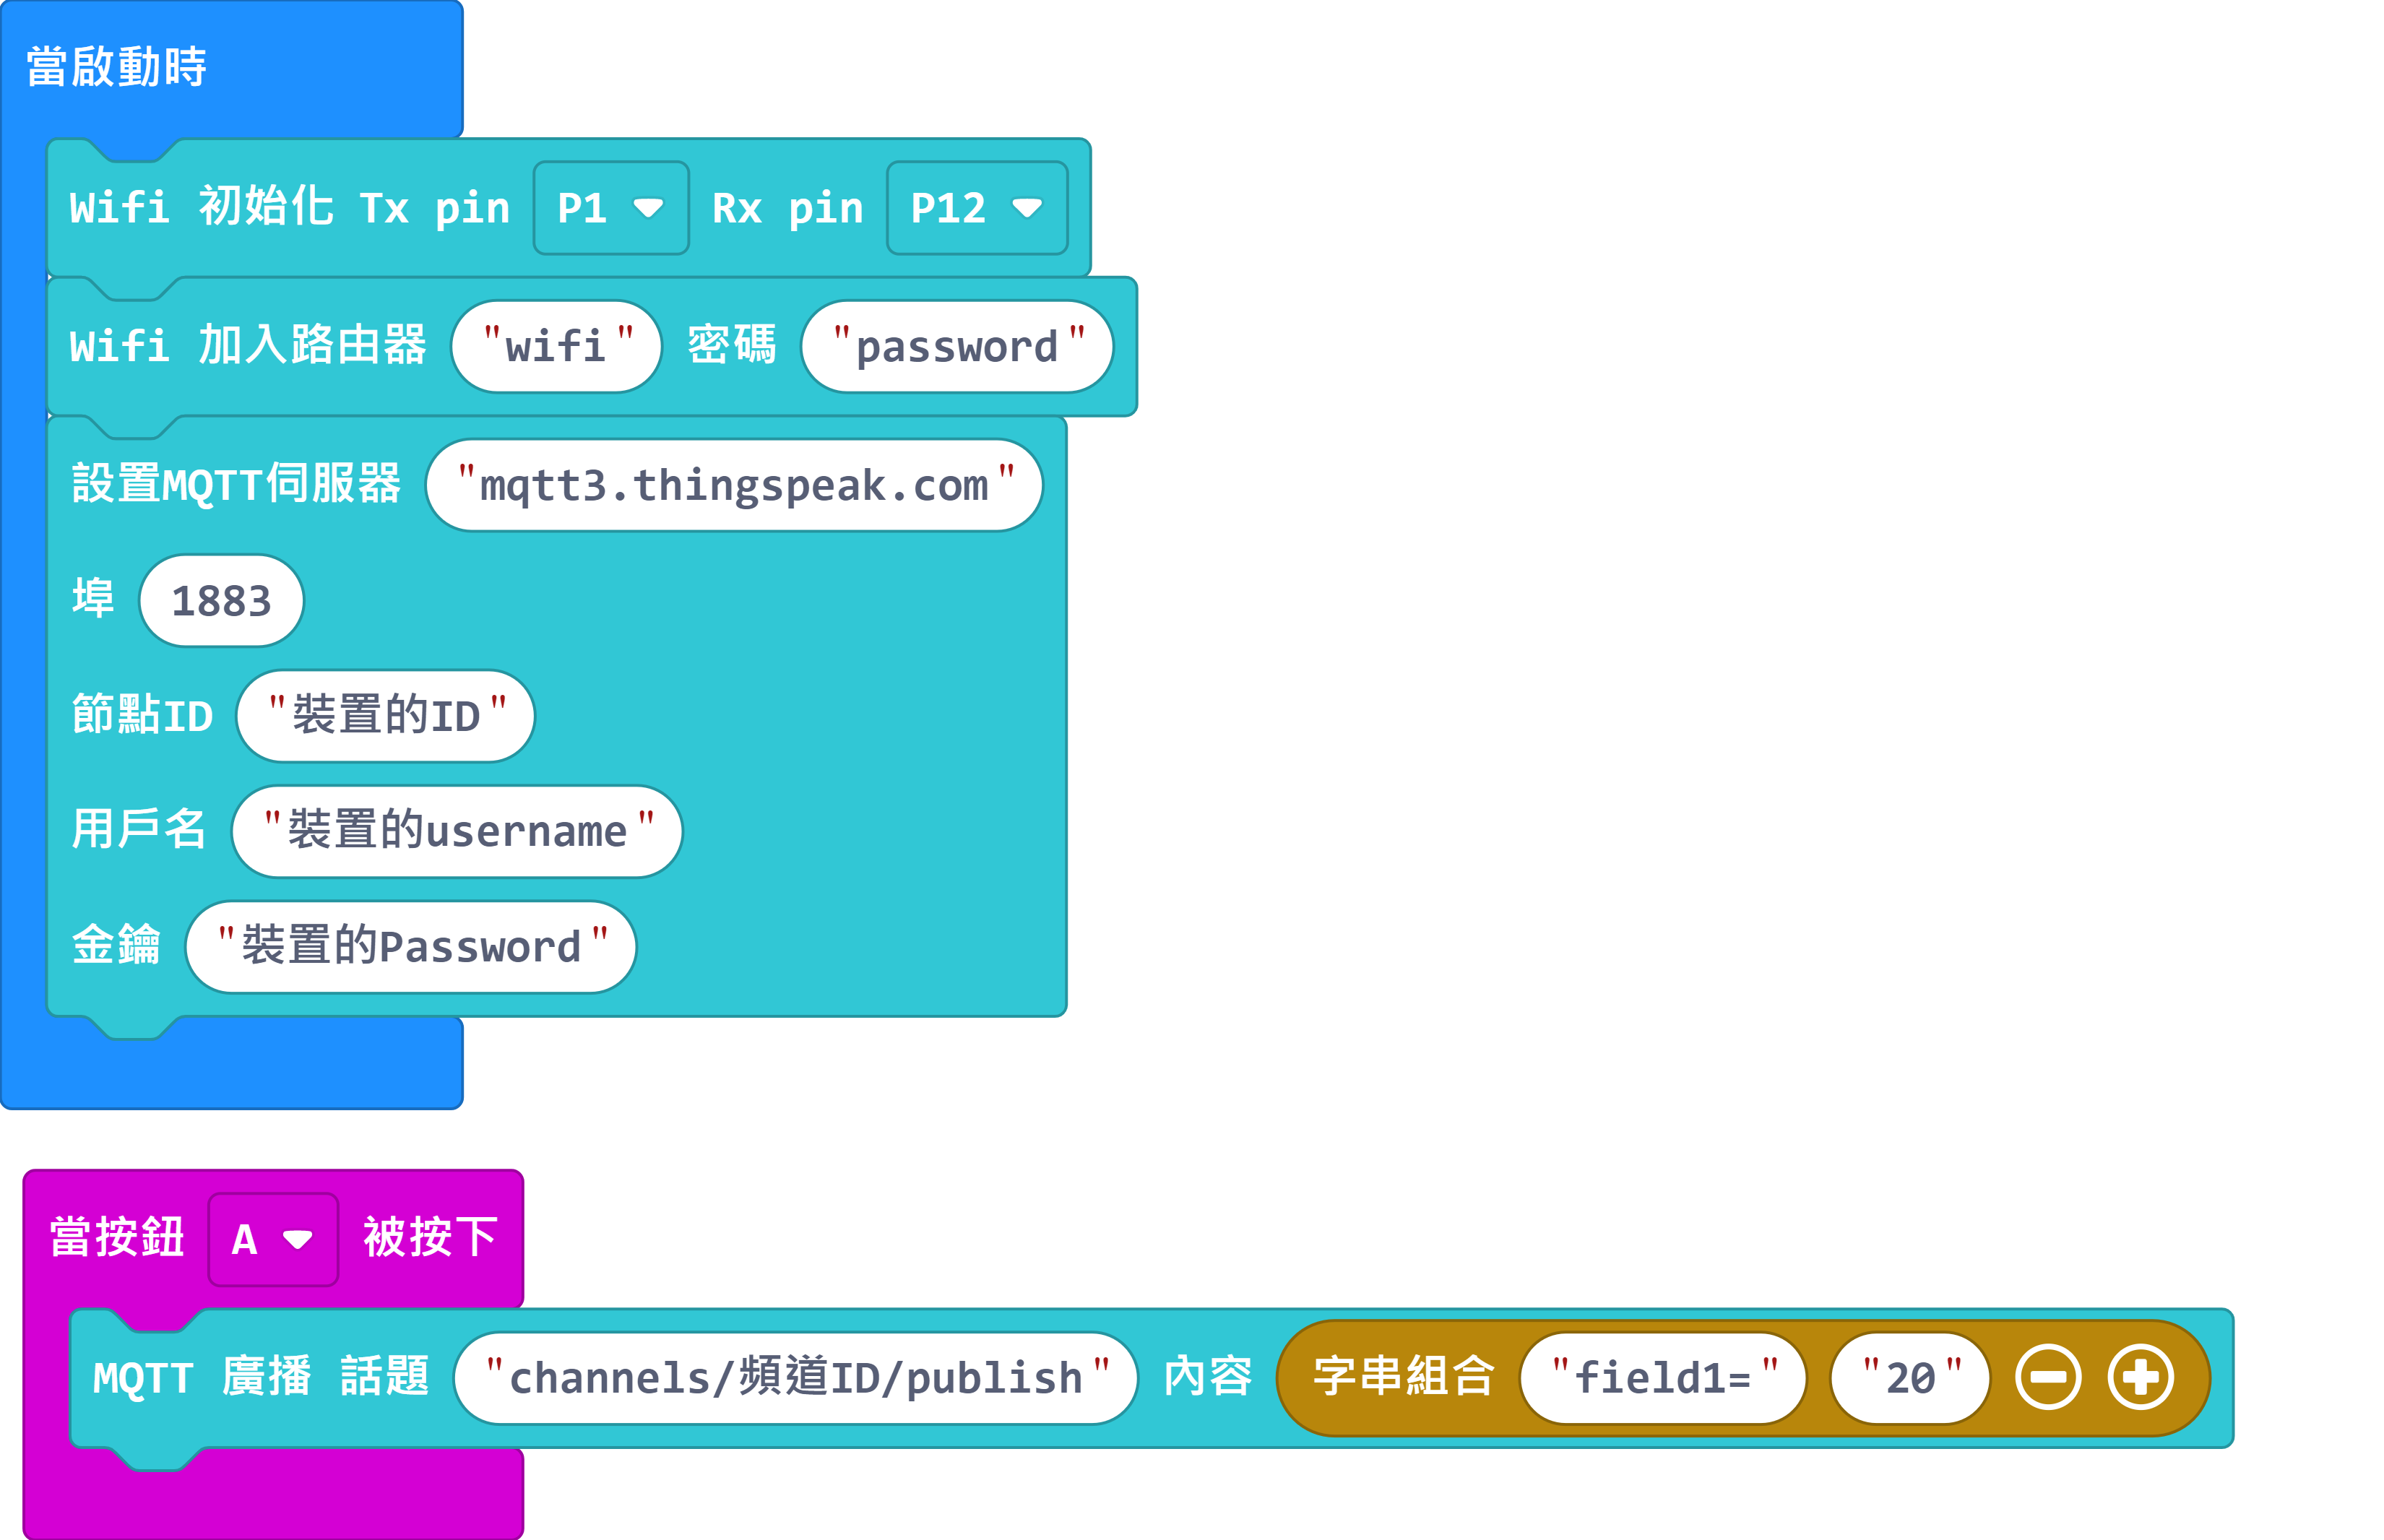 當啟動時
Wifi 初始化 Tx pin P1 Rx pin P12
Wifi 加入路由器 "wifi" 密碼 "password"
設置MQTT伺服器 "mqtt3.thingspeak.com"
埠 1883
節點ID "裝置的ID"
用戶名 "裝置的username"
金鑰 "裝置的Password"
當按鈕 A 被按下
MQTT 廣播 話題 "channels/頻道ID/publish" 內容 字串組合 "field1=" "20"